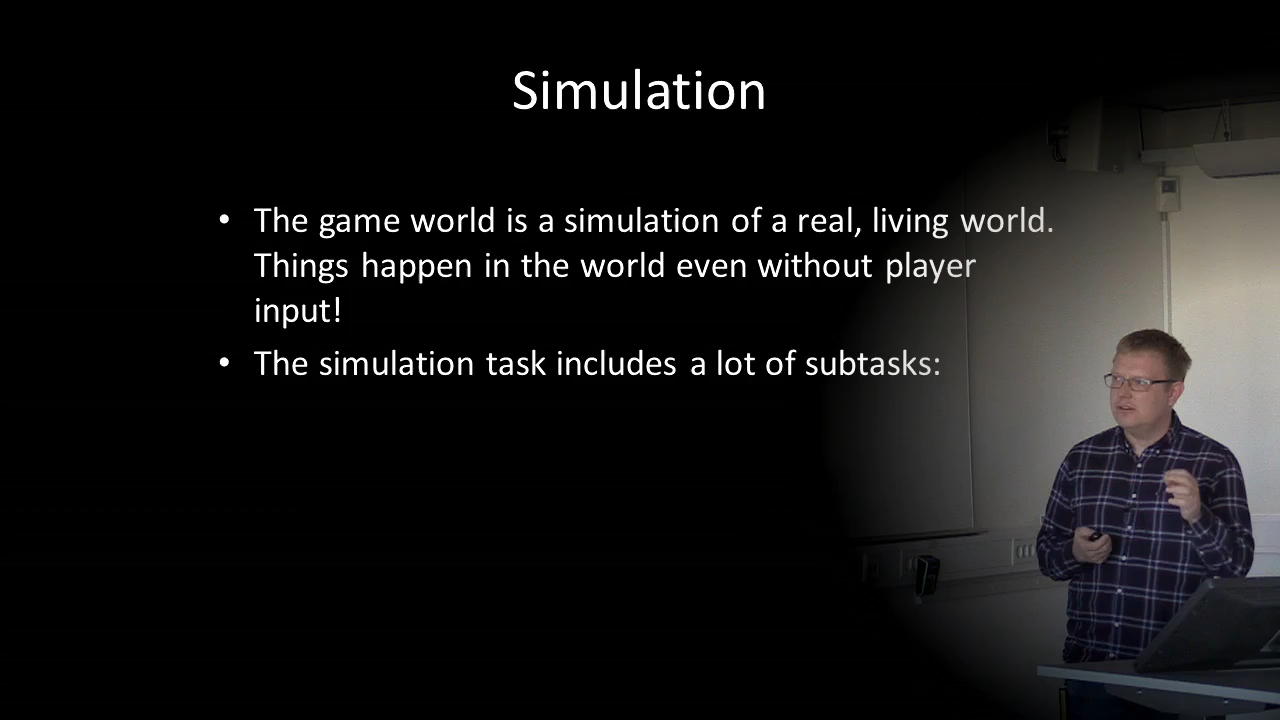 Simulation
• The game world is a simulation of a real, living world.
Things happen in the world even without player
input!
• The simulation task includes a lot of subtasks: